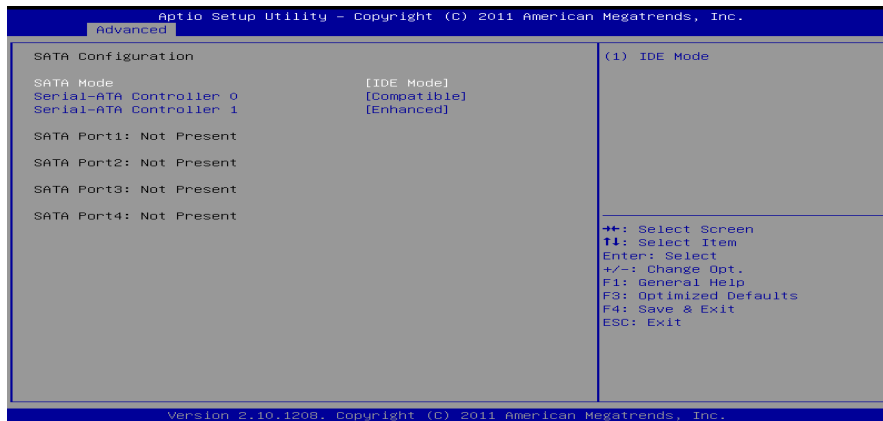 Aptio Setup Utility – Copyright (C) 2011 American Megatrends, Inc.
Advanced
SATA Configuration
SATA Mode [IDE Mode]
Serial-ATA Controller 0 [Compatible]
Serial-ATA Controller 1 [Enhanced]
SATA Port1: Not Present
SATA Port2: Not Present
SATA Port3: Not Present
SATA Port4: Not Present
(1) IDE Mode
→←: Select Screen
↑↓: Select Item
Enter: Select
+/-: Change Opt.
F1: General Help
F3: Optimized Defaults
F4: Save & Exit
ESC: Exit
Version 2.10.1208. Copyright (C) 2011 American Megatrends, Inc.